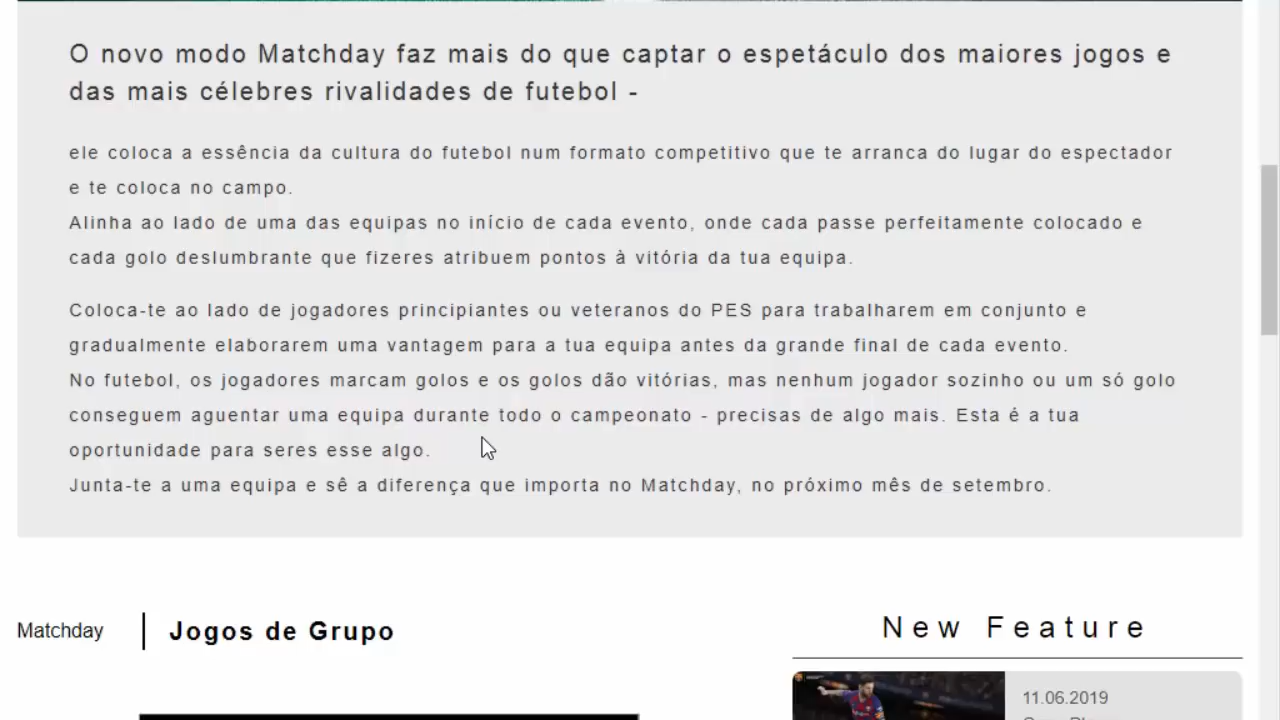 O novo modo Matchday faz mais do que captar o espetáculo dos maiores jogos e
das mais célebres rivalidades de futebol -
ele coloca a essência da cultura do futebol num formato competitivo que te arranca do lugar do espectador
e te coloca no campo.
Alinha ao lado de uma das equipas no início de cada evento, onde cada passe perfeitamente colocado e
cada golo deslumbrante que fizeres atribuem pontos à vitória da tua equipa.
Coloca-te ao lado de jogadores principiantes ou veteranos do PES para trabalharem em conjunto e
gradualmente elaborarem uma vantagem para a tua equipa antes da grande final de cada evento.
No futebol, os jogadores marcam golos e os golos dão vitórias, mas nenhum jogador sozinho ou um só golo
conseguem aguentar uma equipa durante todo o campeonato - precisas de algo mais. Esta é a tua
oportunidade para seres esse algo.
Junta-te a uma equipa e sê a diferença que importa no Matchday, no próximo mês de setembro.
Matchday
Jogos de Grupo
New Feature
11.06.2019